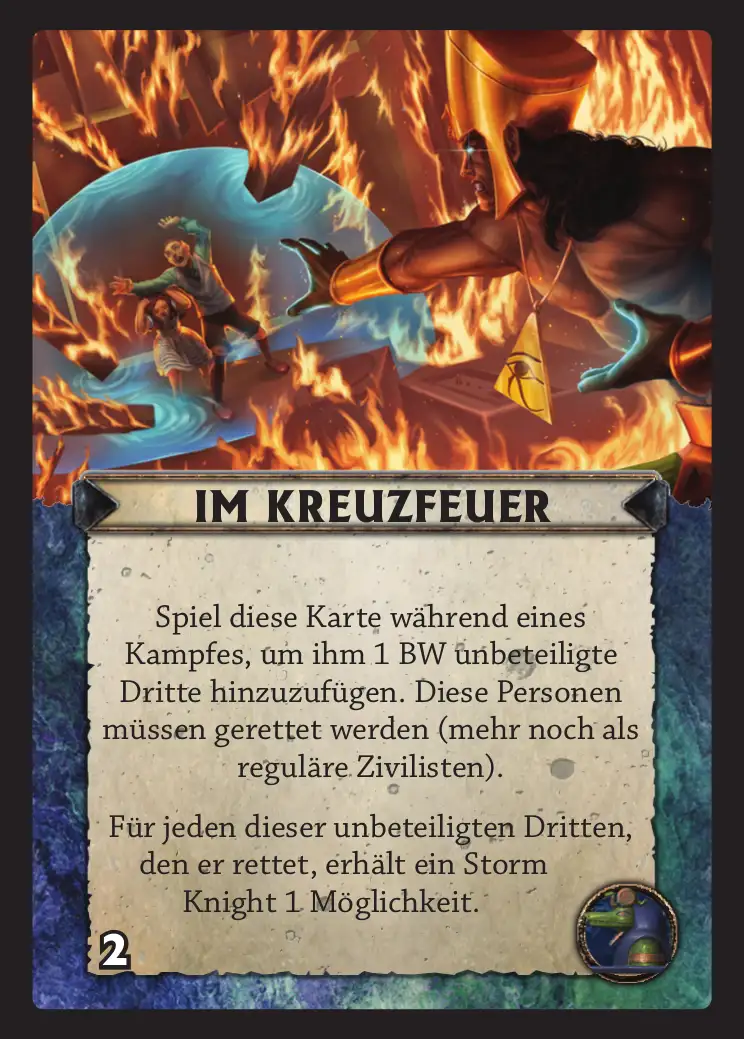 IM KREUZFEUER
Spiel diese Karte während eines
Kampfes, um ihm 1 BW unbeteiligte
Dritte hinzuzufügen. Diese Personen
müssen gerettet werden (mehr noch als
reguläre Zivilisten).
Für jeden dieser unbeteiligten Dritten,
den er rettet, erhält ein Storm
Knight 1 Möglichkeit.
2